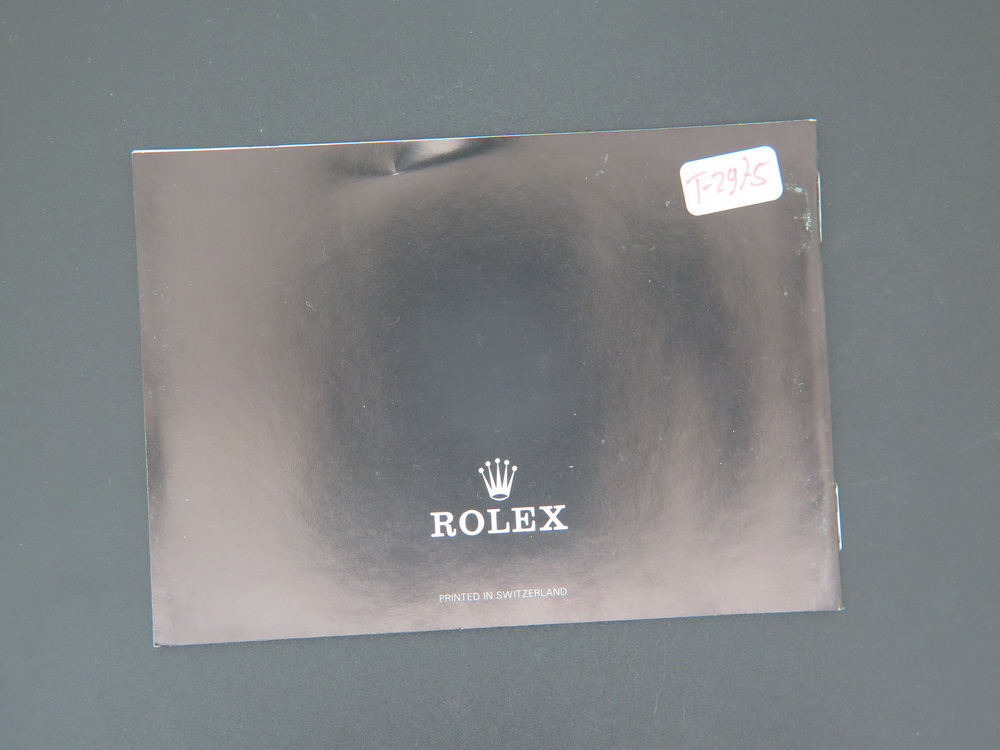 T-2975
ROLEX
PRINTED IN SWITZERLAND